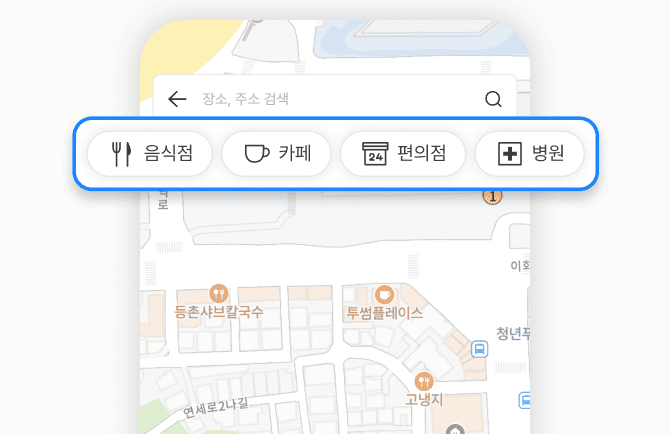 장소, 주소 검색
음식점
카페
24
편의점
병원
로
1
이화
등촌샤브칼국수
투썸플레이스
청년푸
고냉지
연세로2나길